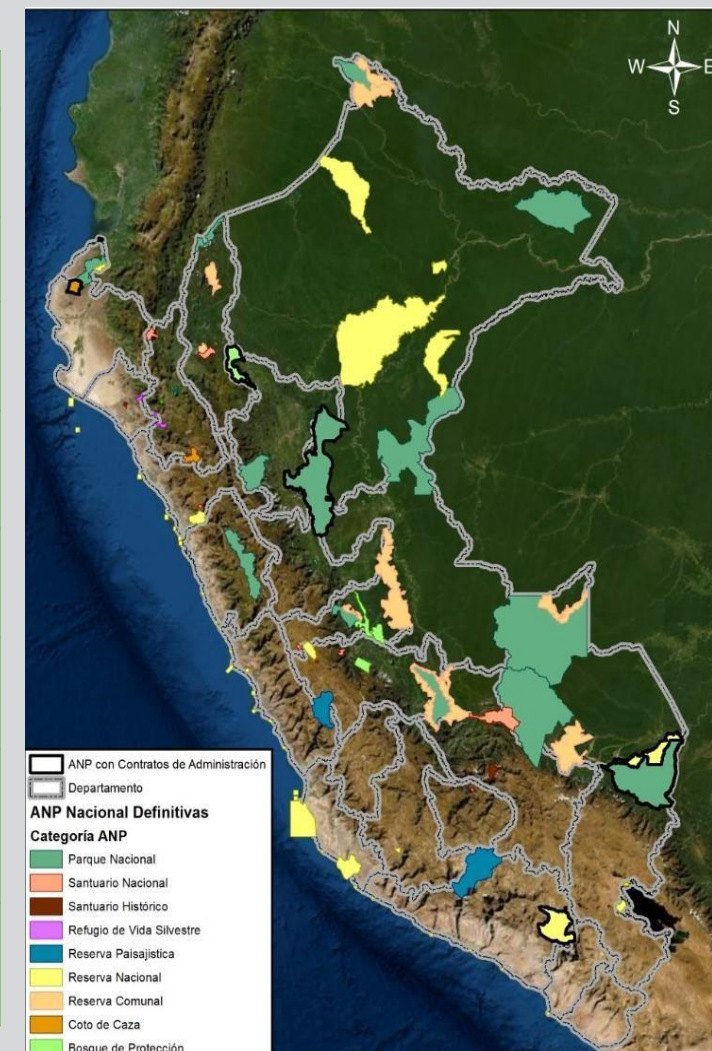 N
W E
S
ANP con Contratos de Administración
Departamento
ANP Nacional Definitivas
Categoría ANP
Parque Nacional
Santuario Nacional
Santuario Histórico
Refugio de Vida Silvestre
Reserva Paisajistica
Reserva Nacional
Reserva Comunal
Coto de Caza
Bosque de Protección